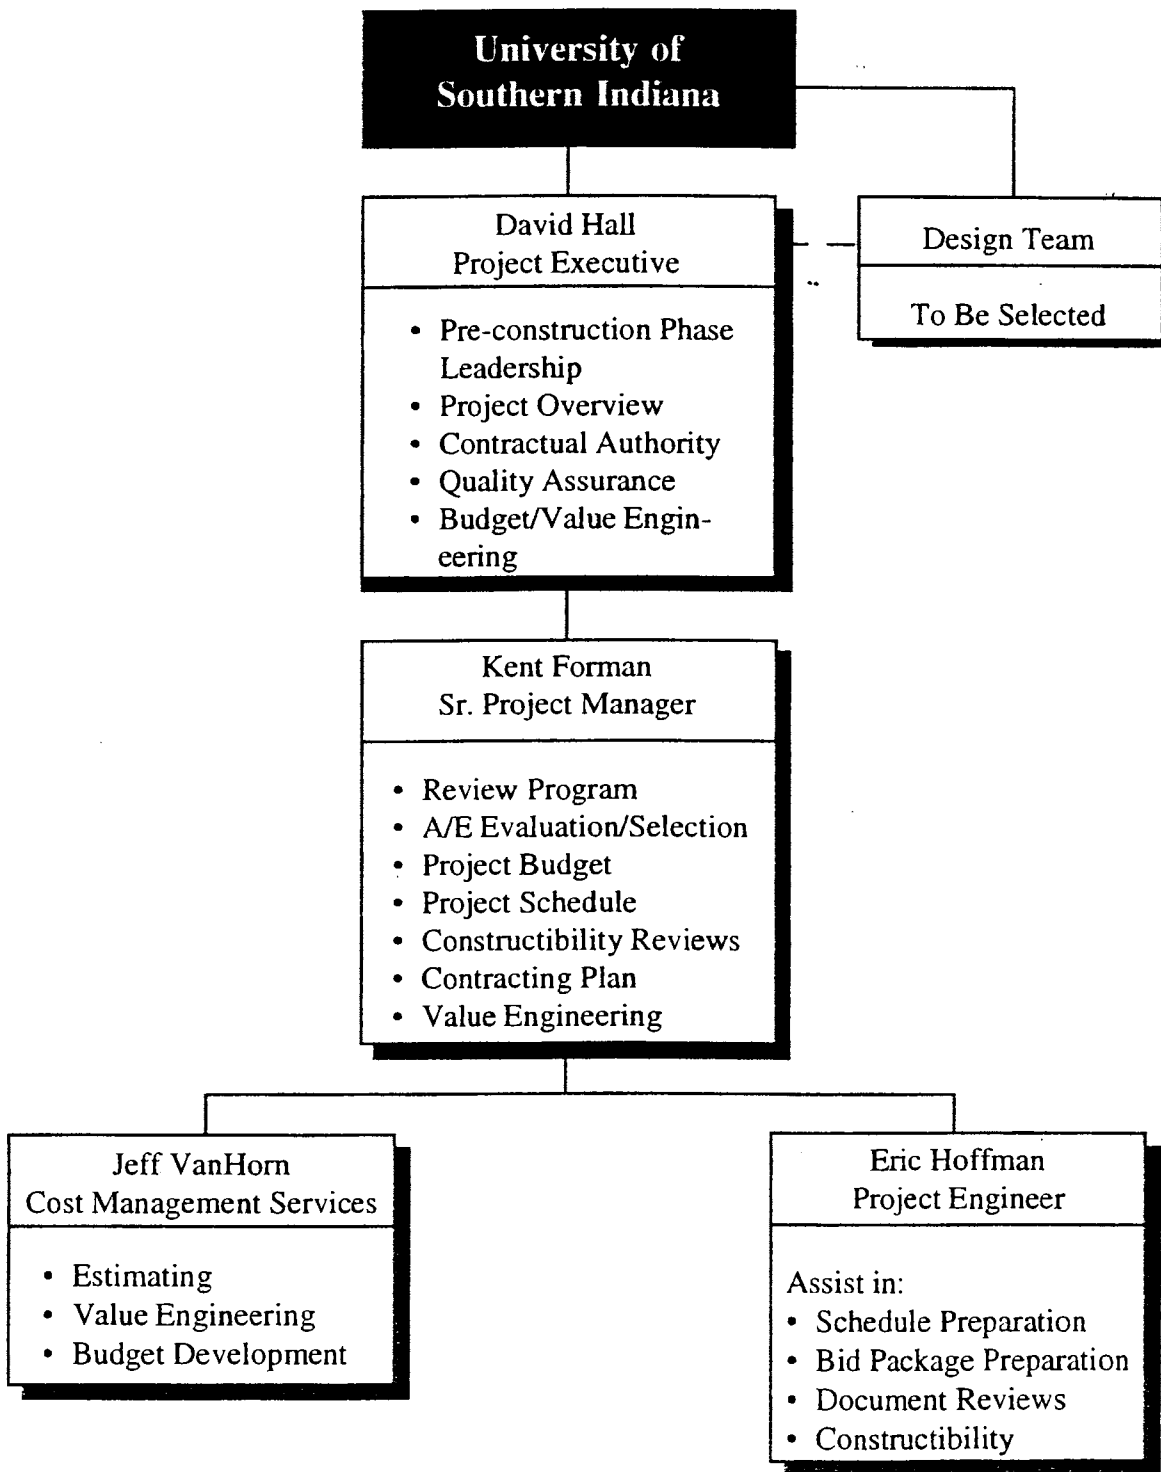 University of
Southern Indiana
David Hall
Project Executive
• Pre-construction Phase
Leadership
• Project Overview
• Contractual Authority
• Quality Assurance
• Budget/Value Engin-
eering
Design Team
To Be Selected
Kent Forman
Sr. Project Manager
• Review Program
• A/E Evaluation/Selection
• Project Budget
• Project Schedule
• Constructibility Reviews
• Contracting Plan
• Value Engineering
Jeff VanHorn
Cost Management Services
• Estimating
• Value Engineering
• Budget Development
Eric Hoffman
Project Engineer
Assist in:
• Schedule Preparation
• Bid Package Preparation
• Document Reviews
• Constructibility